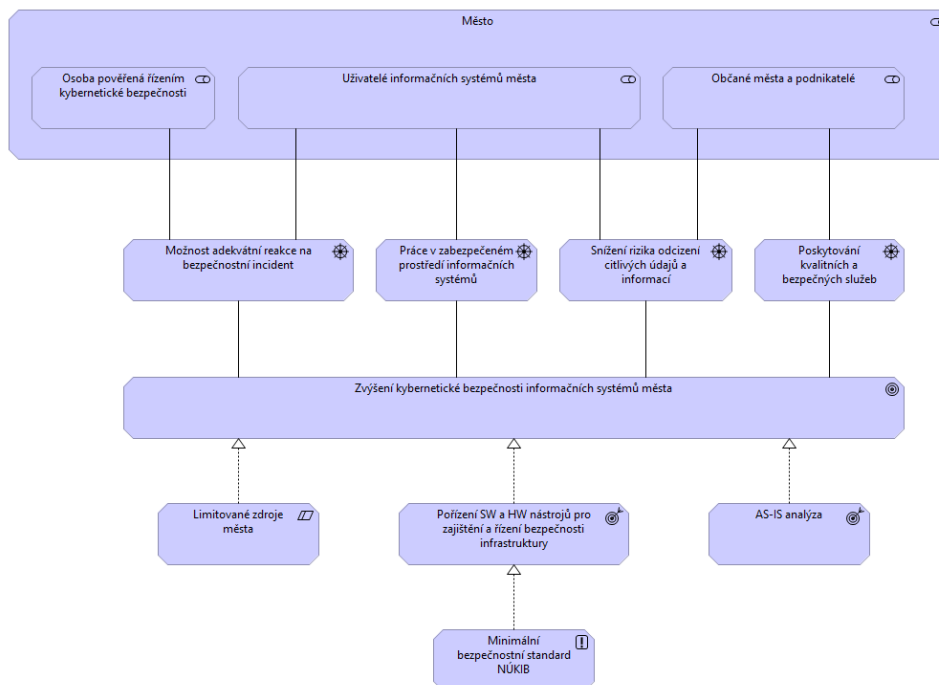 Město
Osoba pověřená řízením
kybernetické bezpečnosti
Uživatelé informačních systémů města
Občané města a podnikatelé
Možnost adekvátní reakce na
bezpečnostní incident
Práce v zabezpečeném
prostředí informačních
systémů
Snížení rizika odcizení
citlivých údajů a
informací
Poskytování
kvalitních a
bezpečných služeb
Zvýšení kybernetické bezpečnosti informačních systémů města
Limitované zdroje
města
Pořízení SW a HW nástrojů pro
zajištění a řízení bezpečnosti
infrastruktury
AS-IS analýza
Minimální
bezpečnostní standard
NÚKIB